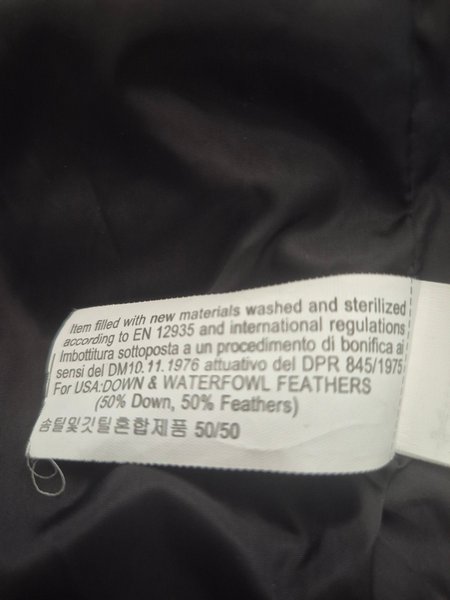 Item filled with new materials washed and sterilized
according to EN 12935 and international regulations
Imbottitura sottoposta a un procedimento di bonifica ai
sensi del DM10.11.1976 attuativo del DPR 845/1975
For USA:DOWN & WATERFOWL FEATHERS
(50% Down, 50% Feathers)
솜털및깃털혼합제품 50/50